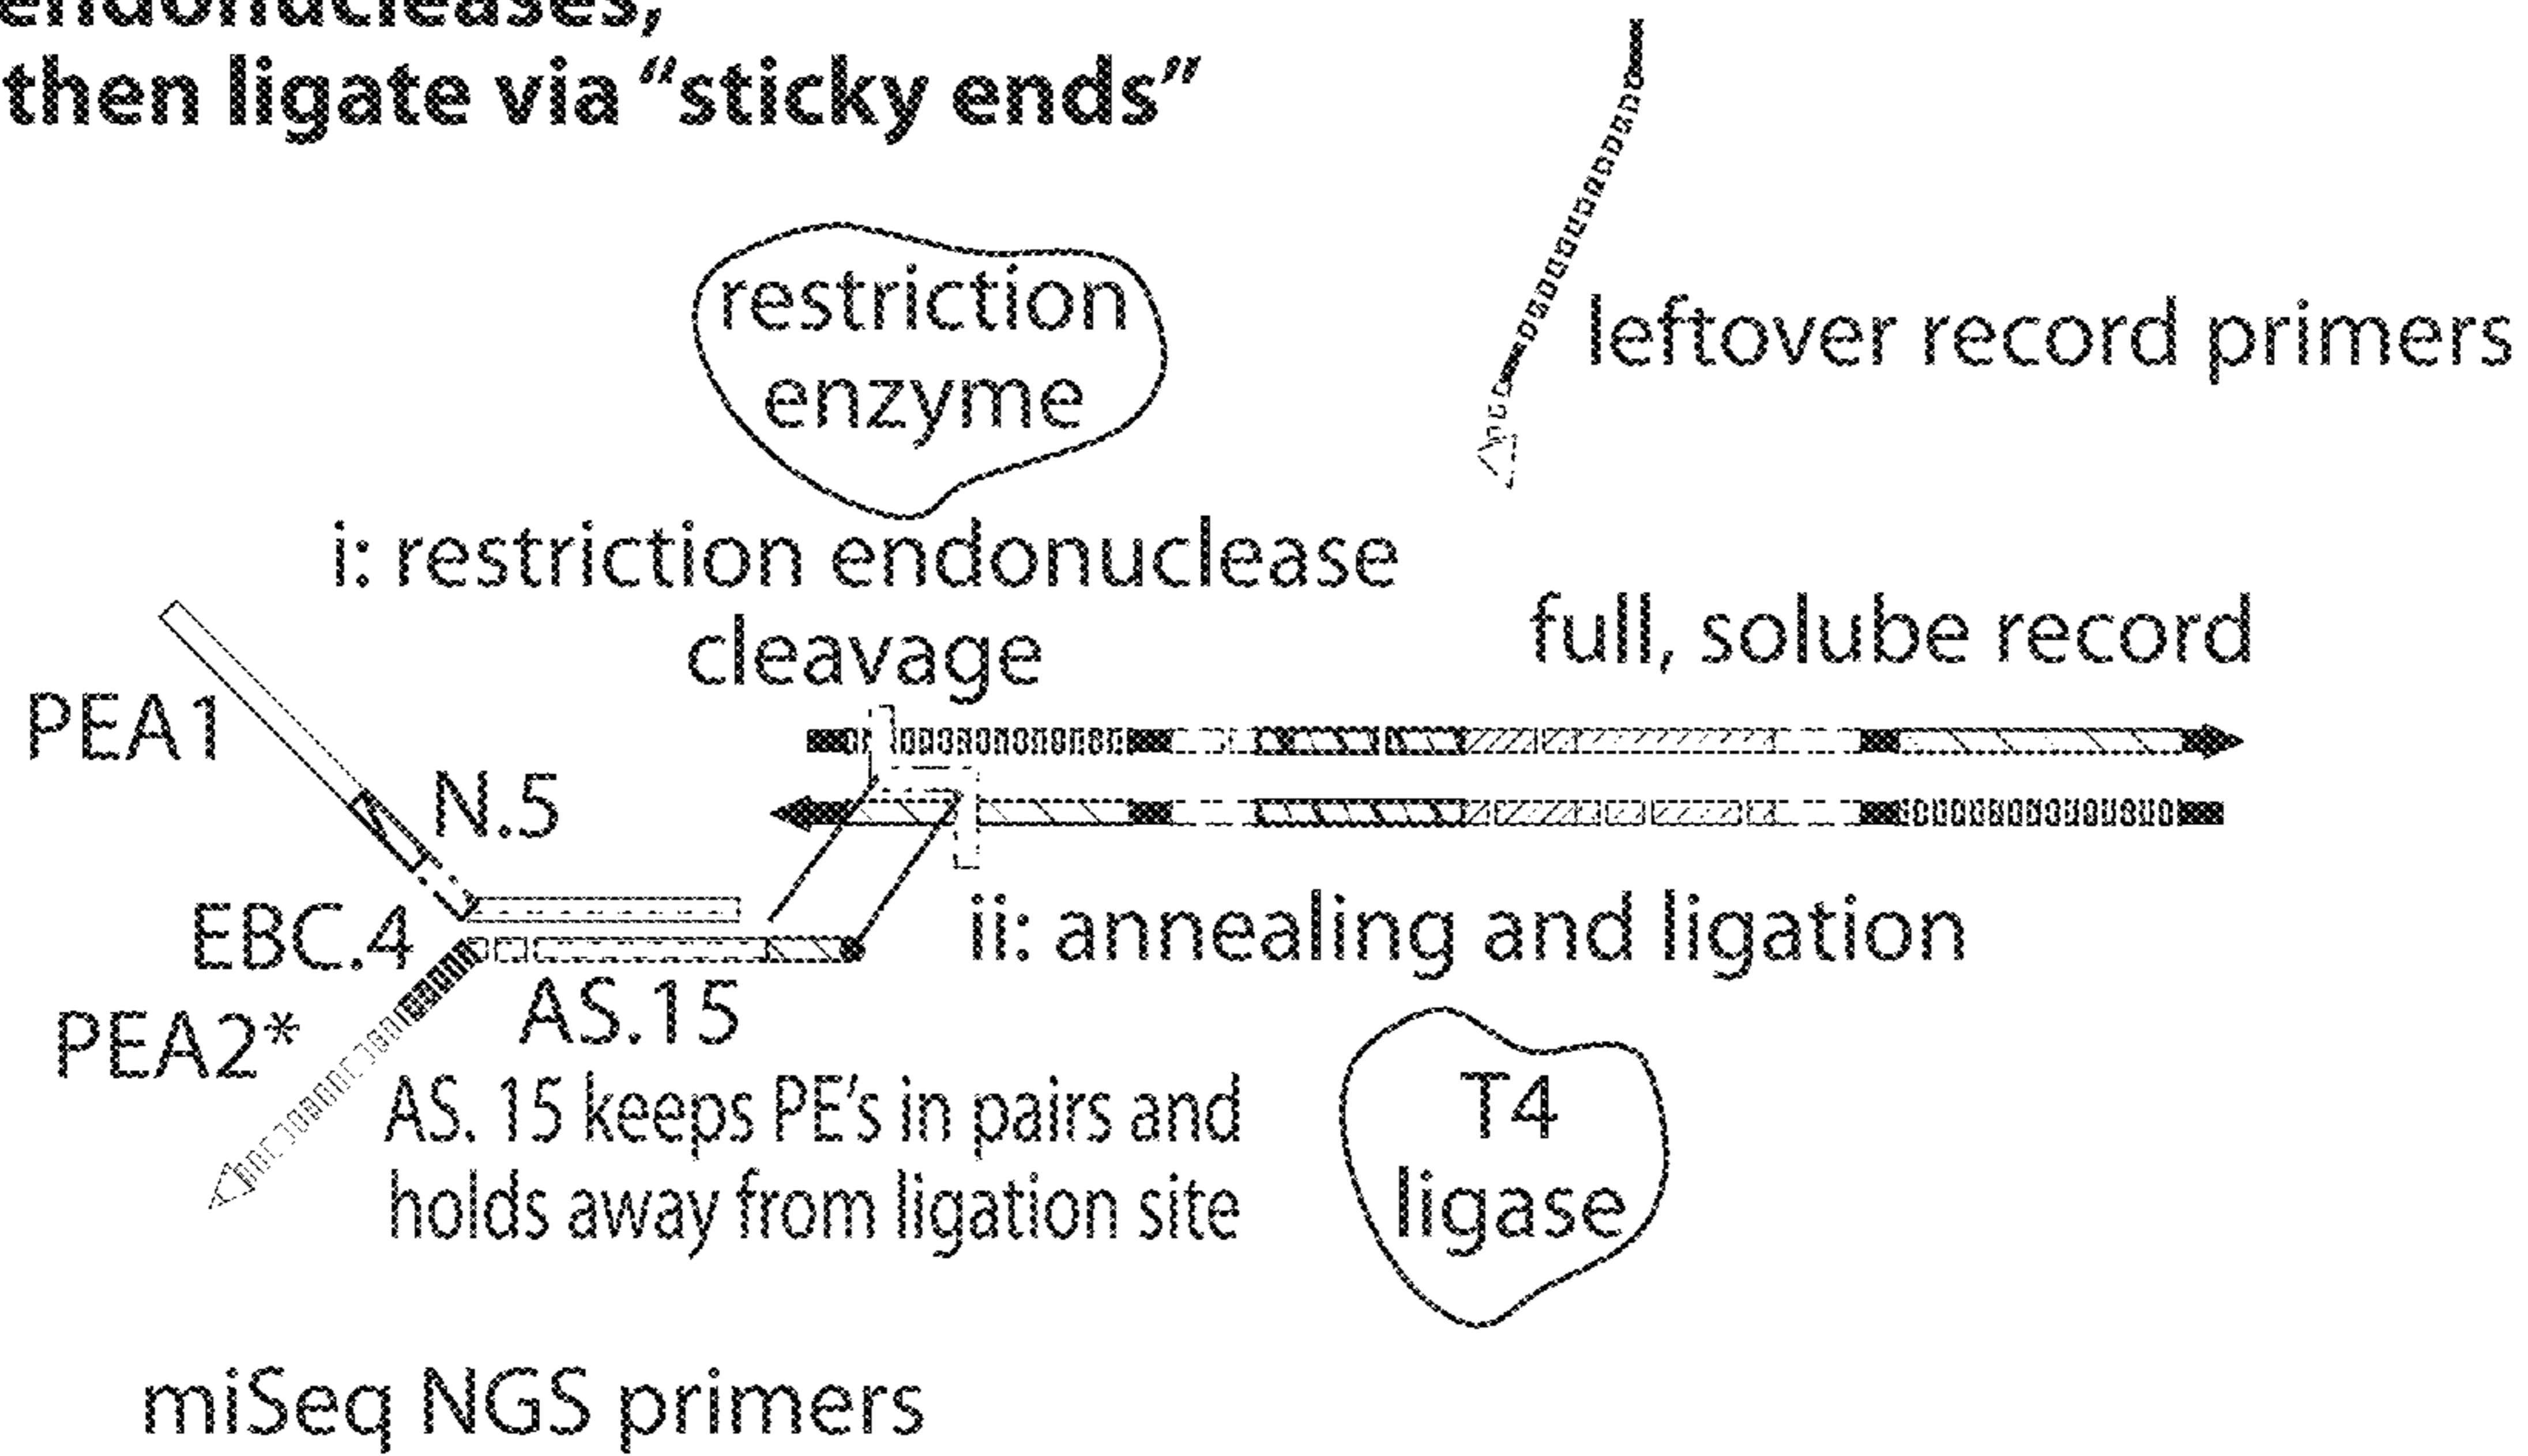 endonucleases,
then ligate via “sticky ends”
restriction
enzyme
leftover record primers
i: restriction endonuclease
cleavage
full, solube record
PEA1
N.5
EBC.4
ii: annealing and ligation
AS.15
PEA2*
AS. 15 keeps PE’s in pairs and
holds away from ligation site
T4
ligase
miSeq NGS primers